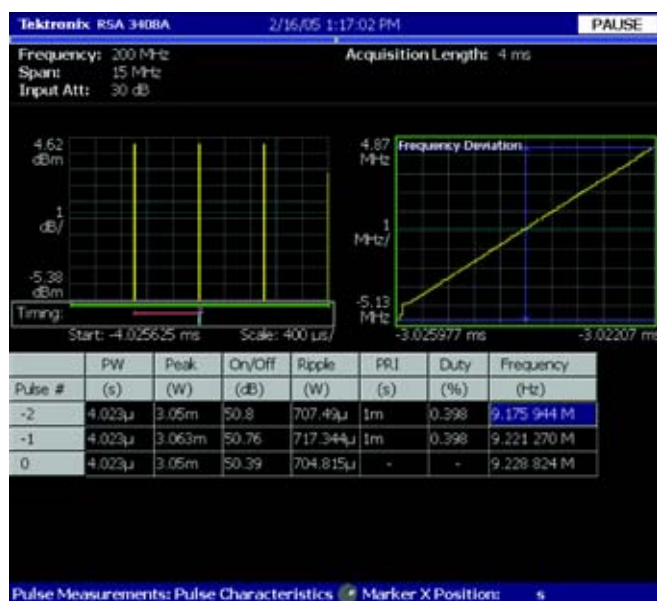 Tektronix RSA 3408A 2/16/05 1:17:02 PM PAUSE
Frequency: 200 MHz Acquisition Length: 4 ms
Span: 15 MHz
Input Att: 30 dB
4.62 dBm
1 dB/
-5.38 dBm
Timing:
Start: -4.025625 ms Scale: 400 µs/
4.87 MHz
Frequency Deviation
1 MHz/
-5.13 MHz
-3.025977 ms -3.02207 ms
PW Peak On/Off Ripple PRI Duty Frequency
Pulse # (s) (W) (dB) (W) (s) (%) (Hz)
-2 4.023µ 3.05m 50.8 707.49µ 1m 0.398 9.175 944 M
-1 4.023µ 3.063m 50.76 717.344µ 1m 0.398 9.221 270 M
0 4.023µ 3.05m 50.39 704.815µ - - 9.228 824 M
Pulse Measurements: Pulse Characteristics Marker X Position: s